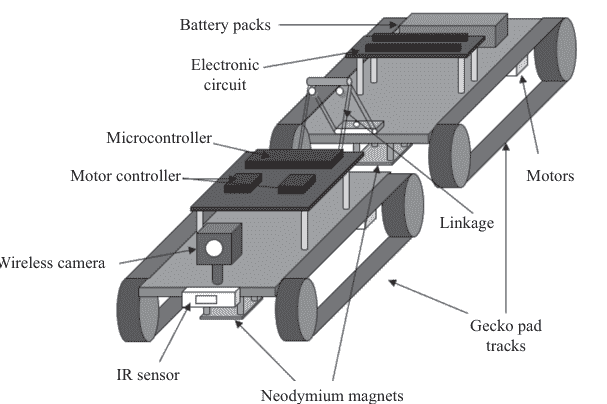 Battery packs
Electronic
circuit
Microcontroller
Motor controller
Motors
Linkage
Wireless camera
Gecko pad
tracks
IR sensor
Neodymium magnets